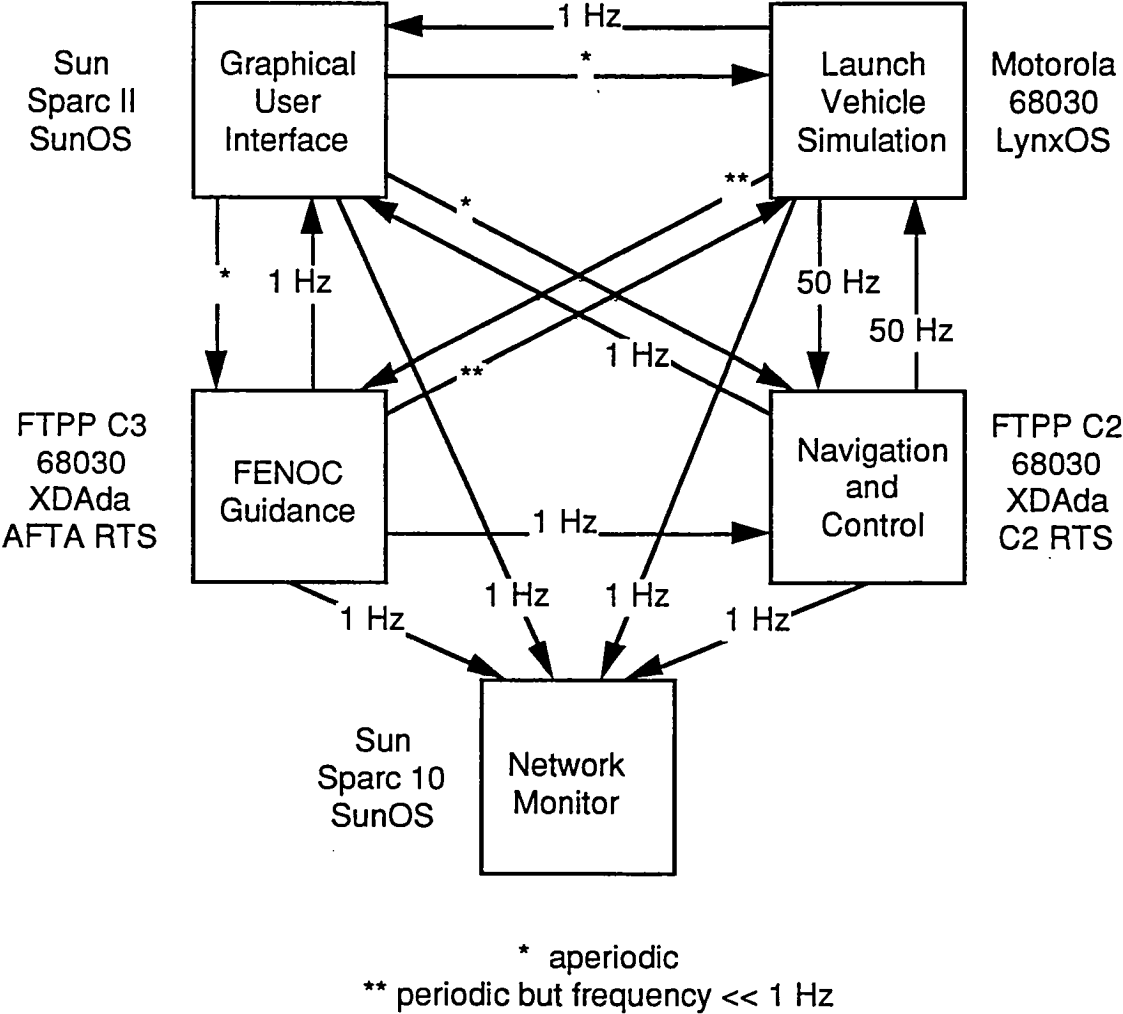 1 Hz
*
Sun
Sparc II
SunOS
Graphical
User
Interface
Launch
Vehicle
Simulation
Motorola
68030
LynxOS
*
**
*
1 Hz
50 Hz
50 Hz
1 Hz
**
FTPP C3
68030
XDAda
AFTA RTS
FENOC
Guidance
1 Hz
Navigation
and
Control
FTPP C2
68030
XDAda
C2 RTS
1 Hz
1 Hz
1 Hz
1 Hz
Sun
Sparc 10
SunOS
Network
Monitor
* aperiodic
** periodic but frequency << 1 Hz